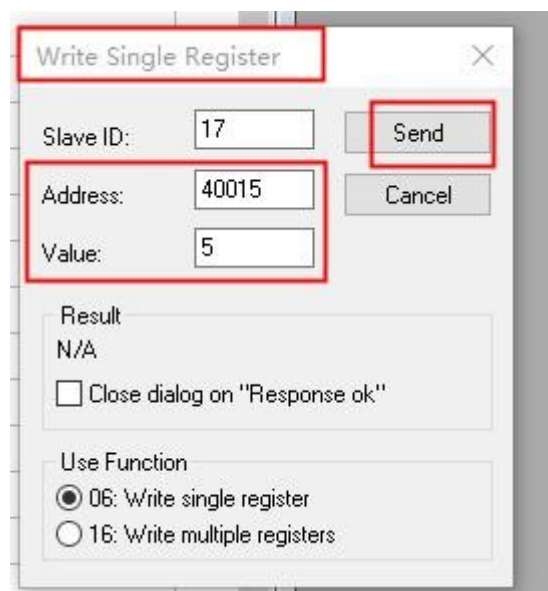 Write Single Register
Slave ID: 17 Send
Address: 40015 Cancel
Value: 5
Result
N/A
Close dialog on "Response ok"
Use Function
06: Write single register
16: Write multiple registers